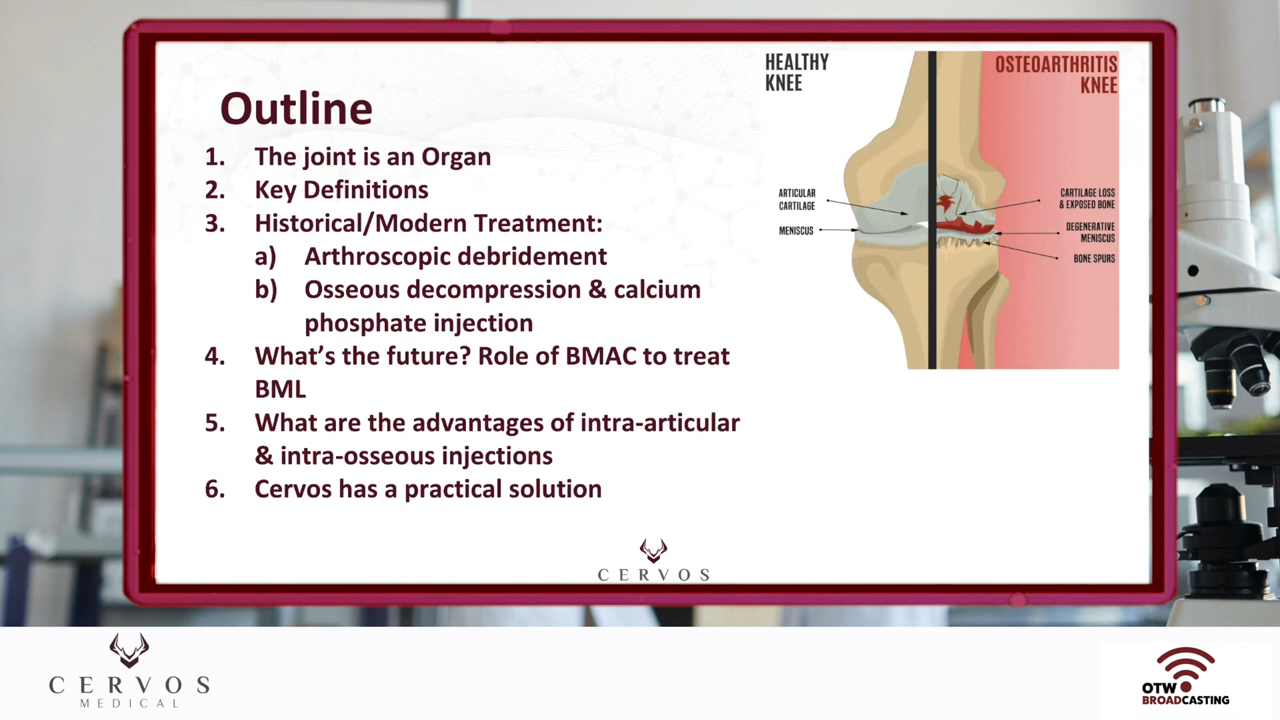 Outline
1. The joint is an Organ
2. Key Definitions
3. Historical/Modern Treatment:
a) Arthroscopic debridement
b) Osseous decompression & calcium
phosphate injection
4. What's the future? Role of BMAC to treat
BML
5. What are the advantages of intra-articular
& intra-osseous injections
6. Cervos has a practical solution
HEALTHY
KNEE
OSTEOARTHRITIS
KNEE
ARTICULAR
CARTILAGE
MENISCUS
CARTILAGE LOSS
& EXPOSED BONE
DEGENERATIVE
MENISCUS
BONE SPURS
CERVOS
CERVOS
MEDICAL
OTW
BROADCASTING